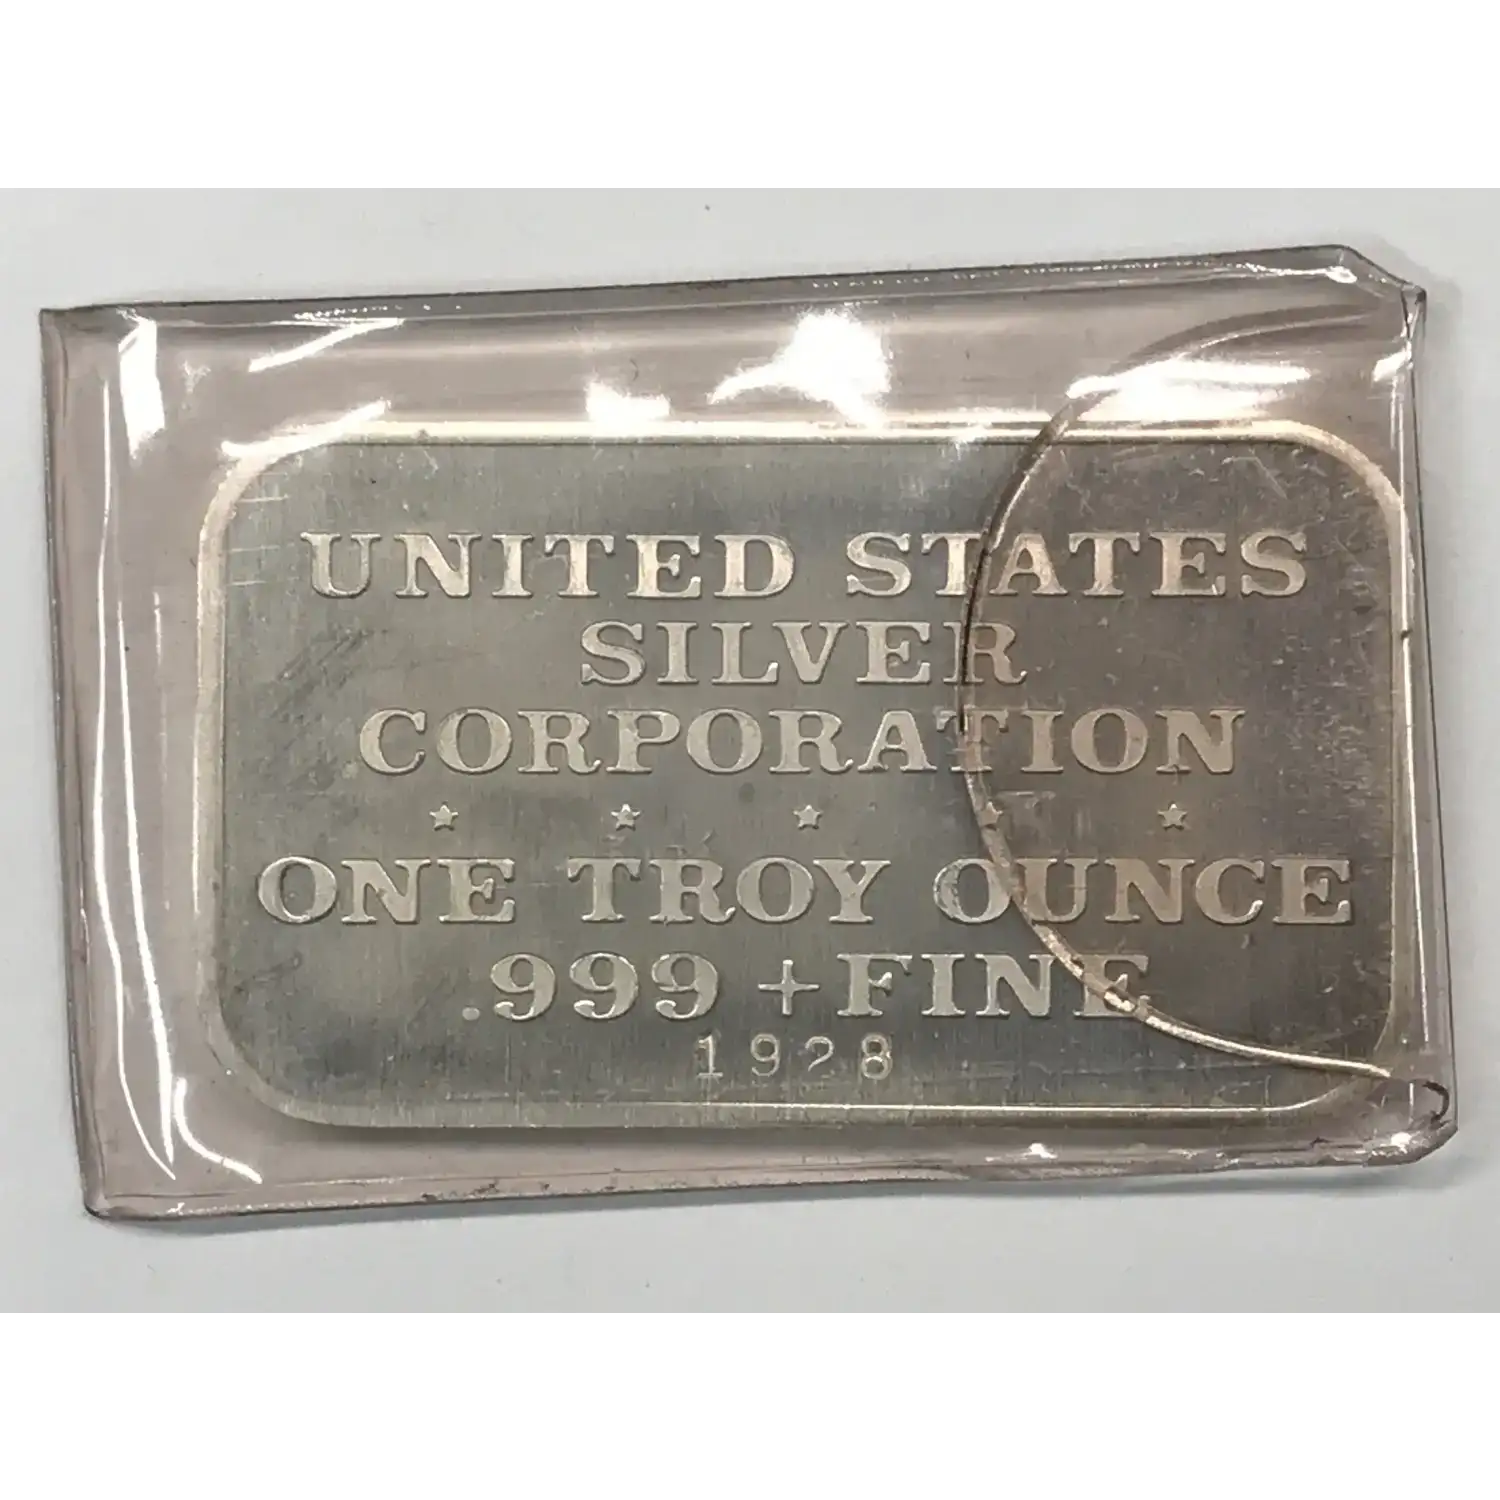 UNITED STATES
SILVER
CORPORATION
ONE TROY OUNCE
.999 + FINE
1928